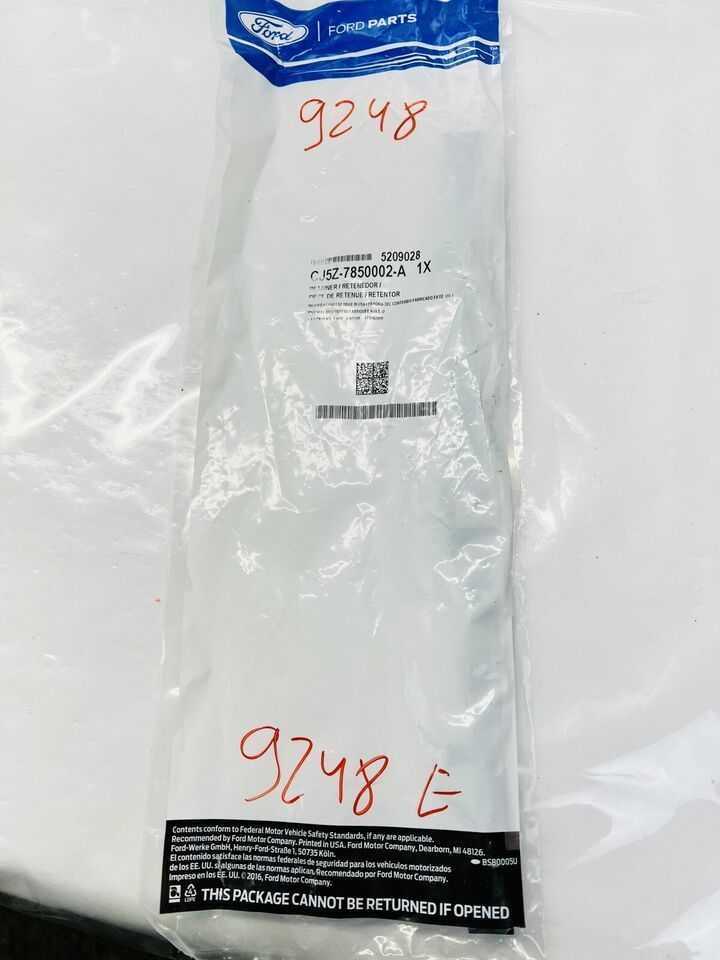 Ford | FORD PARTS
9248
5209028
CJ5Z-7850002-A 1X
RETAINER / RETENEDOR /
PIECE DE RETENUE / RETENTOR
9248 E
Contents conform to Federal Motor Vehicle Safety Standards, if any are applicable.
Recommended by Ford Motor Company. Printed in USA. Ford Motor Company, Dearborn, MI 48126.
Ford-Werke GmbH, Henry-Ford-Straße 1, 50735 Köln.
El contenido satisface las normas federales de seguridad para los vehículos motorizados
de los EE. UU. si algunas de las normas aplican. Recomendado por Ford Motor Company.
Impreso en los EE. UU. © 2016, Ford Motor Company.
BSB0005U
LDPE
THIS PACKAGE CANNOT BE RETURNED IF OPENED